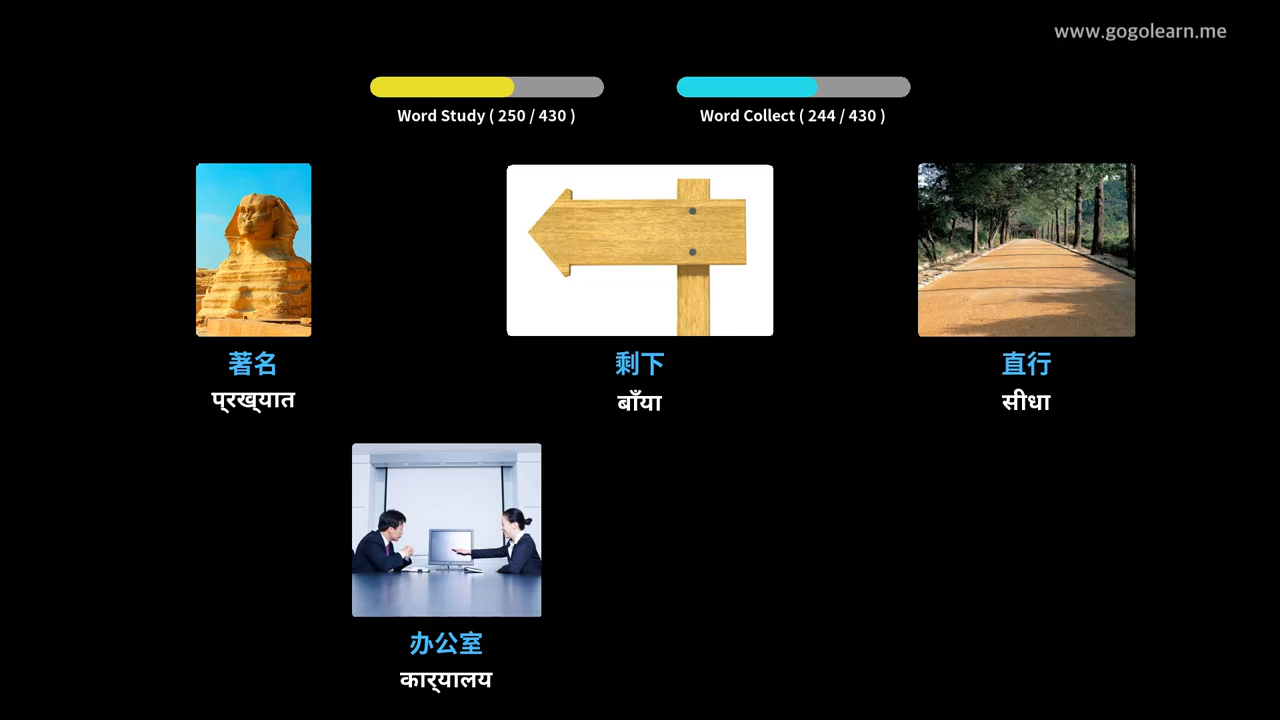 www.gogolearn.me
Word Study ( 250 / 430 )
Word Collect ( 244 / 430 )
著名
प्रख्यात
剩下
बाँया
直行
सीधा
办公室
कार्यालय